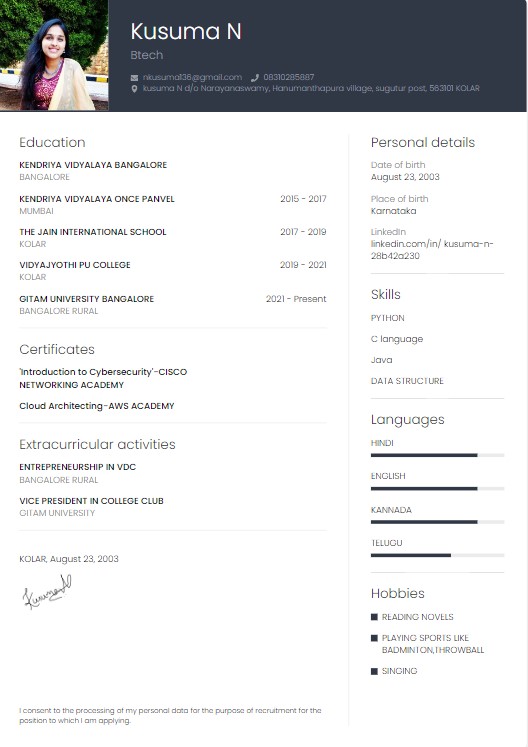 Kusuma N
Btech
nkusuma136@gmail.com 08310285887
kusuma N d/o Narayanaswamy, Hanumanthapura village, sugutur post, 563101 KOLAR
Education
KENDRIYA VIDYALAYA BANGALORE
BANGALORE
KENDRIYA VIDYALAYA ONCE PANVEL 2015 - 2017
MUMBAI
THE JAIN INTERNATIONAL SCHOOL 2017 - 2019
KOLAR
VIDYAJYOTHI PU COLLEGE 2019 - 2021
KOLAR
GITAM UNIVERSITY BANGALORE 2021 - Present
BANGALORE RURAL
Certificates
'Introduction to Cybersecurity'-CISCO
NETWORKING ACADEMY
Cloud Architecting-AWS ACADEMY
Extracurricular activities
ENTREPRENEURSHIP IN VDC
BANGALORE RURAL
VICE PRESIDENT IN COLLEGE CLUB
GITAM UNIVERSITY
KOLAR, August 23, 2003
Kusuma N
I consent to the processing of my personal data for the purpose of recruitment for the
position to which I am applying.
Personal details
Date of birth
August 23, 2003
Place of birth
Karnataka
LinkedIn
linkedin.com/in/ kusuma-n-
28b42a230
Skills
PYTHON
C language
Java
DATA STRUCTURE
Languages
HINDI
ENGLISH
KANNADA
TELUGU
Hobbies
READING NOVELS
PLAYING SPORTS LIKE
BADMINTON,THROWBALL
SINGING